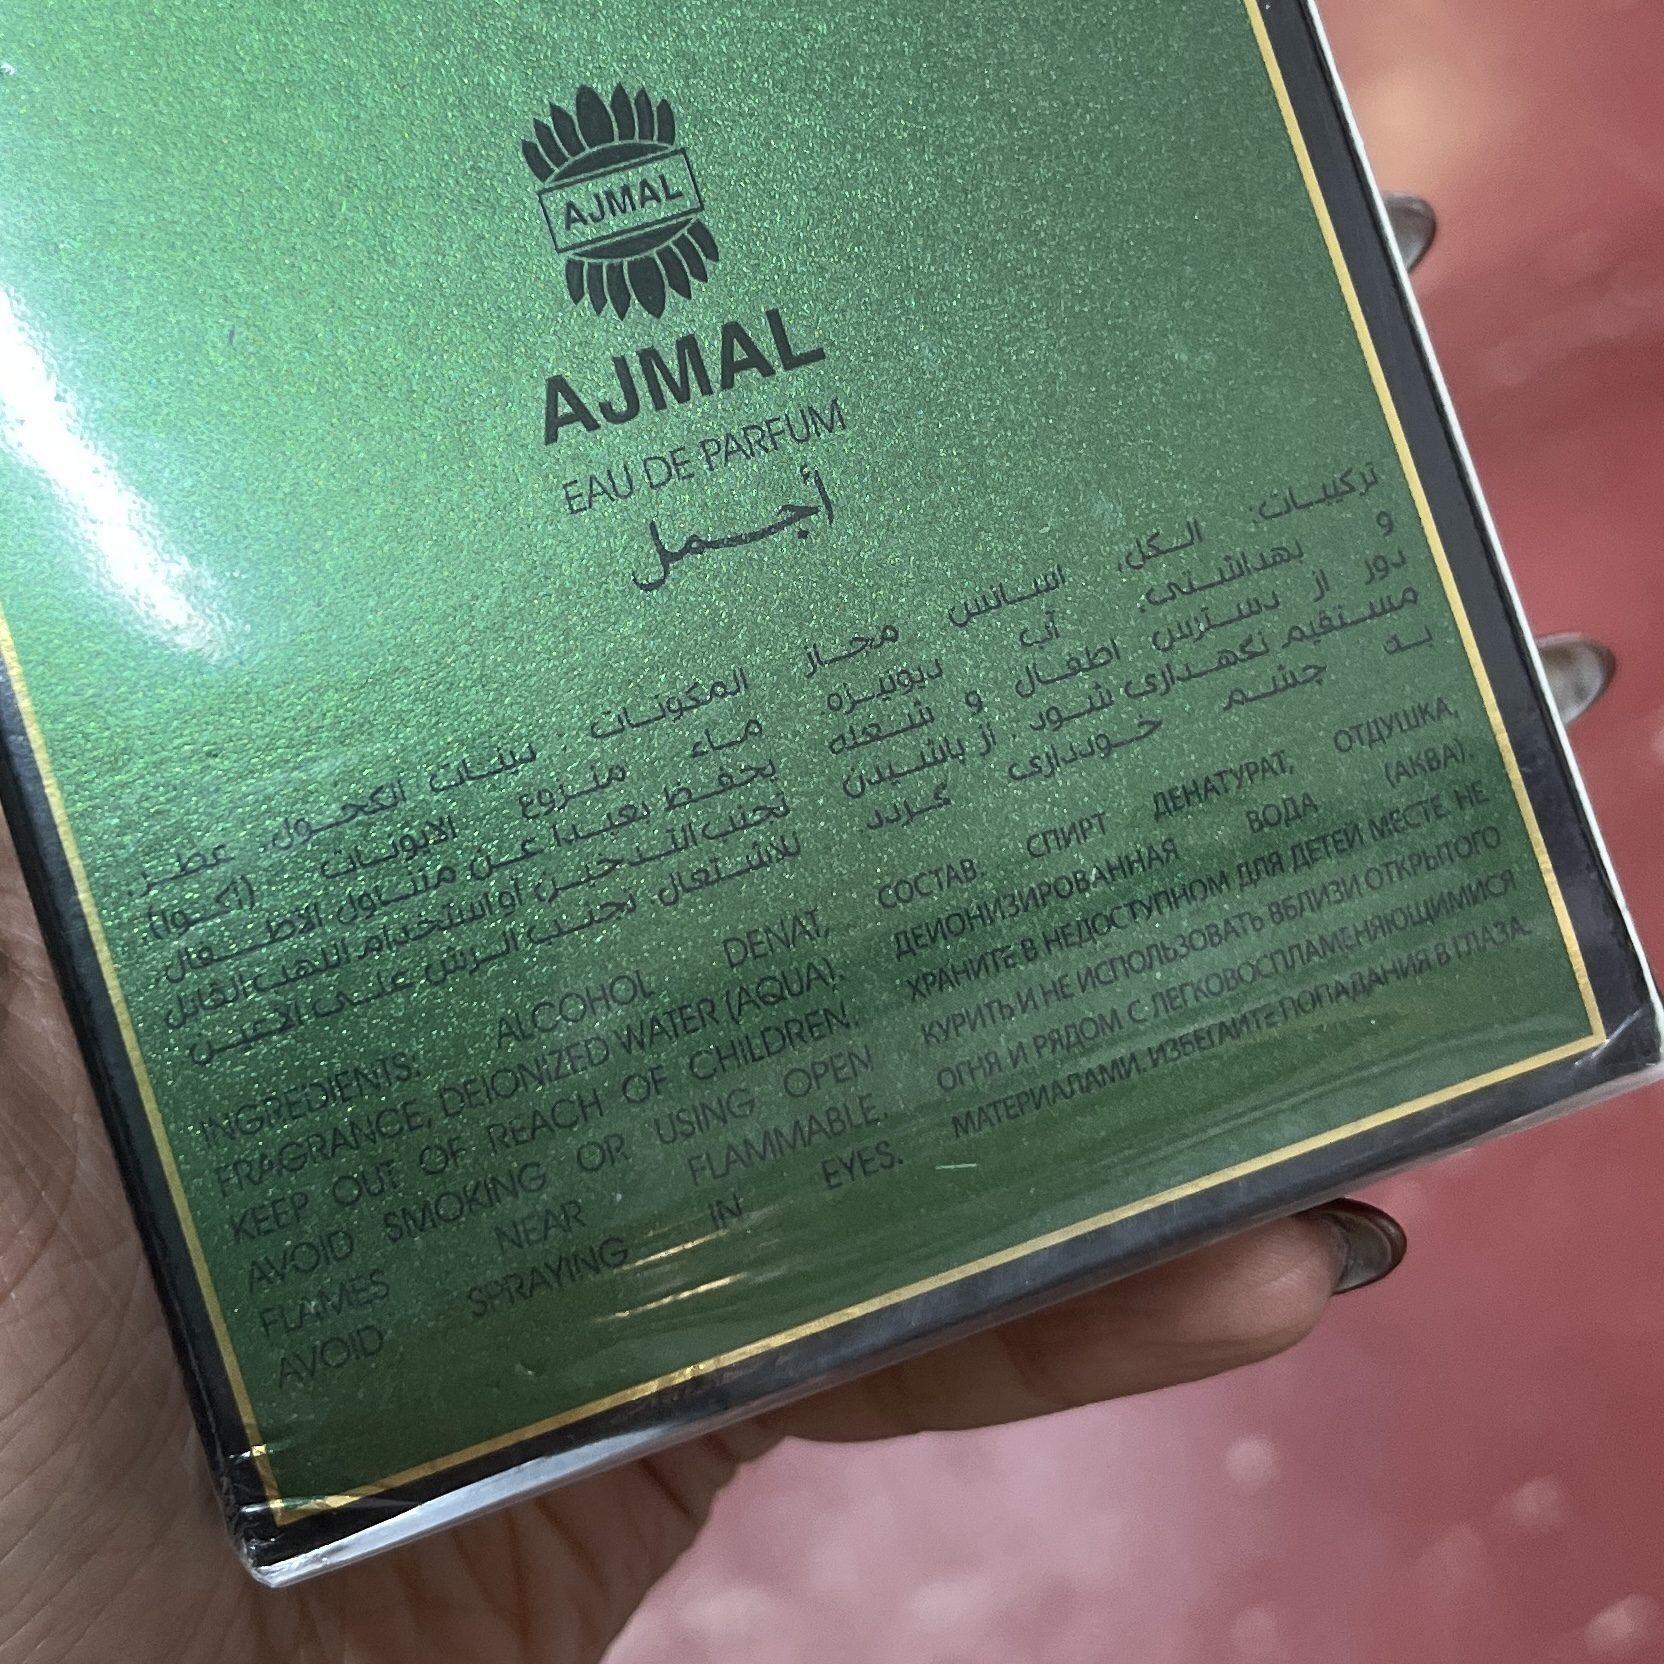 AJMAL
AJMAL
EAU DE PARFUM
أجمل
ترکیبات: الکل، اسانس مجاز
و بهداشتی، آب دیونیزه.
دور از دسترس اطفال و شعله
مستقیم نگهداری شود. از پاشیدن
به چشم خودداری گردد
المكونات: دينات الكحول، عطر،
ماء منزوع الايونات (أكوا).
يحفظ بعيدا عن متناول الاطفال.
تجنب التدخين أو استخدام اللهب القابل
للاشتعال تجنب الرش على الأعين
INGREDIENTS: ALCOHOL DENAT,
FRAGRANCE, DEIONIZED WATER (AQUA).
KEEP OUT OF REACH OF CHILDREN.
AVOID SMOKING OR USING OPEN
FLAMES NEAR FLAMMABLE.
AVOID SPRAYING IN EYES.
СОСТАВ. СПИРТ ДЕНАТУРАТ, ОТДУШКА,
ДЕИОНИЗИРОВАННАЯ ВОДА (АКВА).
ХРАНИТЕ В НЕДОСТУПНОМ ДЛЯ ДЕТЕЙ МЕСТЕ НЕ
КУРИТЬ И НЕ ИСПОЛЬЗОВАТЬ ВБЛИЗИ ОТКРЫТОГО
ОГНЯ И РЯДОМ С ЛЕГКОВОСПЛАМЕНЯЮЩИМИСЯ
МАТЕРИАЛАМИ. ИЗБЕГАЙТЕ ПОПАДАНИЯ В ГЛАЗА.